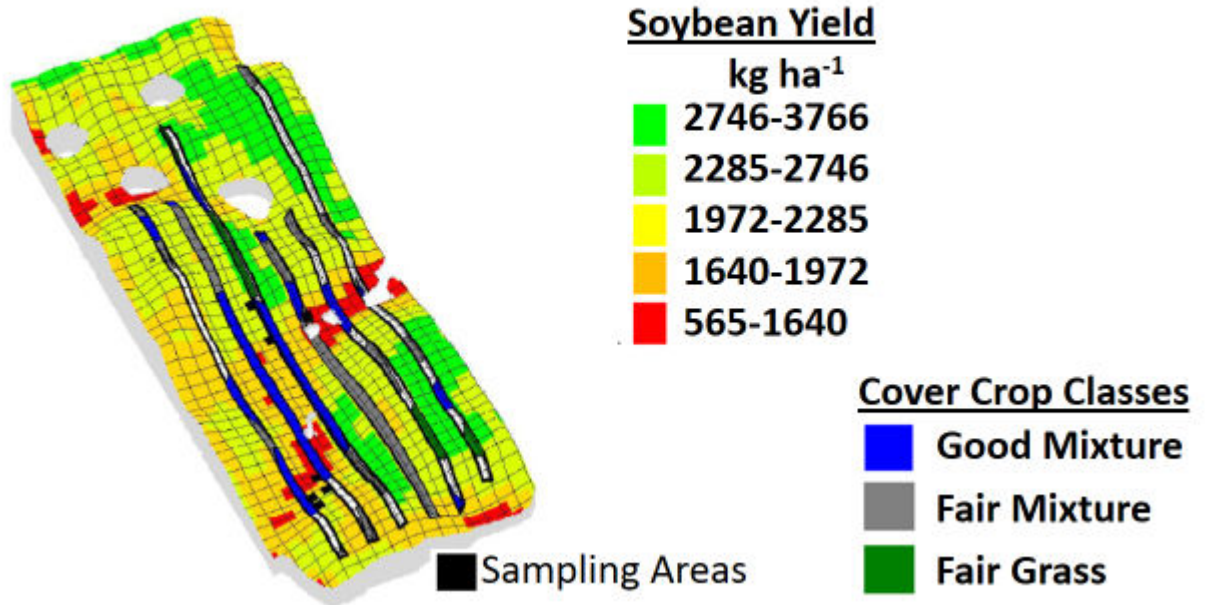 Soybean Yield
kg ha-1
2746-3766
2285-2746
1972-2285
1640-1972
565-1640
Cover Crop Classes
Good Mixture
Fair Mixture
Fair Grass
Sampling Areas